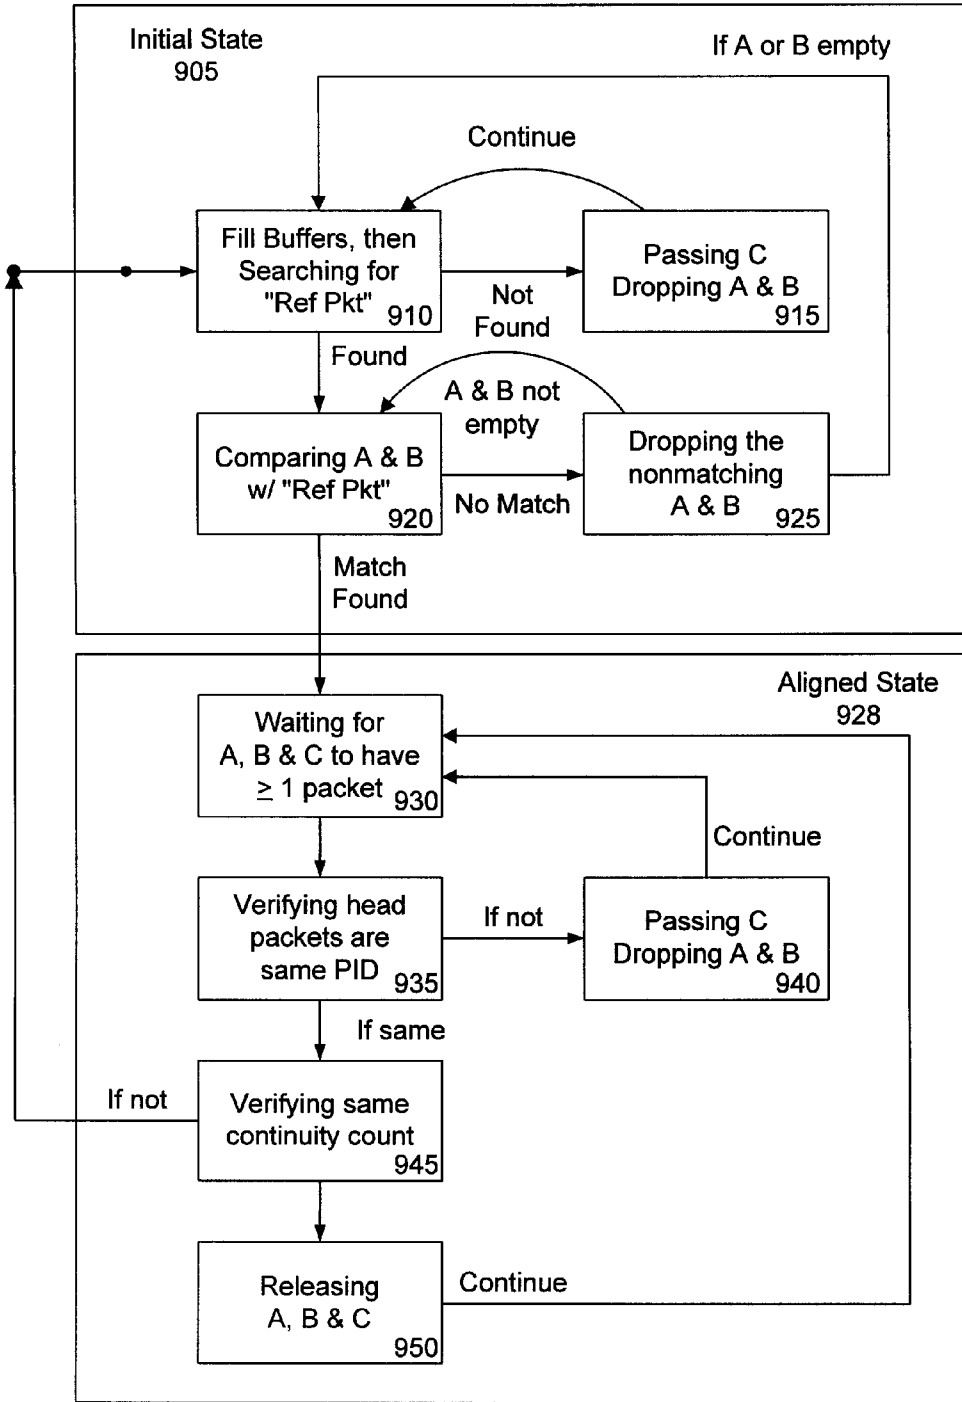 Initial State
905
If A or B empty
Continue
Fill Buffers, then
Searching for
"Ref Pkt"
910
Passing C
Dropping A & B
915
Not
Found
Found
A & B not
empty
Comparing A & B
w/ "Ref Pkt"
920
No Match
Dropping the
nonmatching
A & B
925
Match
Found
Aligned State
928
Waiting for
A, B & C to have
≥ 1 packet
930
Continue
Verifying head
packets are
same PID
935
If not
Passing C
Dropping A & B
940
If same
If not
Verifying same
continuity count
945
Releasing
A, B & C
950
Continue